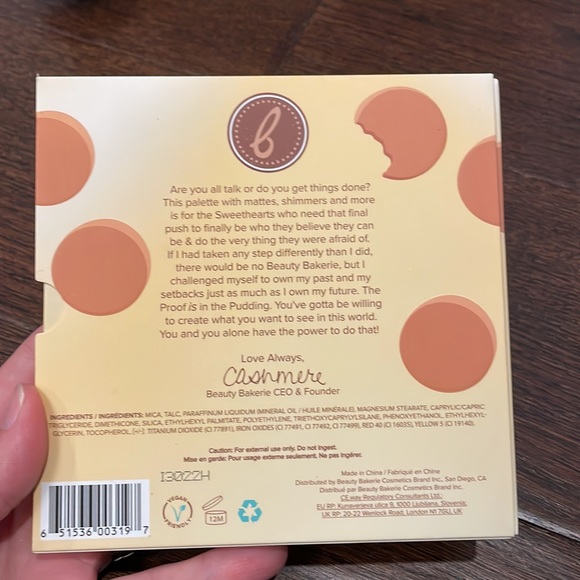 b
Are you all talk or do you get things done?
This palette with mattes, shimmers and more
is for the Sweethearts who need that final
push to finally be who they believe they can
be & do the very thing they were afraid of.
If I had taken any step differently than I did,
there would be no Beauty Bakerie, but I
challenged myself to own my past and my
setbacks just as much as I own my future. The
Proof is in the Pudding. You've gotta be willing
to create what you want to see in this world.
You and you alone have the power to do that!
Love Always,
Cashmere
Beauty Bakerie CEO & Founder
INGREDIENTS / INGRÉDIENTS: MICA, TALC, PARAFFINUM LIQUIDUM (MINERAL OIL / HUILE MINERALE), MAGNESIUM STEARATE, CAPRYLIC/CAPRIC
TRIGLYCERIDE, DIMETHICONE, SILICA, ETHYLHEXYL PALMITATE, POLYETHYLENE, TRIETHOXYCAPRYLYLSILANE, PHENOXYETHANOL, ETHYLHEXYL-
GLYCERIN, TOCOPHEROL. [+/-]: TITANIUM DIOXIDE (CI 77891), IRON OXIDES (CI 77491, CI 77492, CI 77499), RED 40 (CI 16035), YELLOW 5 (CI 19140).
Caution: For external use only. Do not ingest.
Mise en garde: Pour usage externe seulement. Ne pas ingérer.
13022H
Made in China / Fabriqué en Chine
Distributed by Beauty Bakerie Cosmetics Brand Inc., San Diego, CA
Distribué par Beauty Bakerie Cosmetics Brand Inc.
CE.way Regulatory Consultants Ltd.:
EU RP: Kunaverjeva ulica 9, 1000 Ljubljana, Slovenia;
UK RP: 20-22 Wenlock Road, London N1 7GU, UK
VEGAN
FRIENDLY
12M
6 51536 00319 7